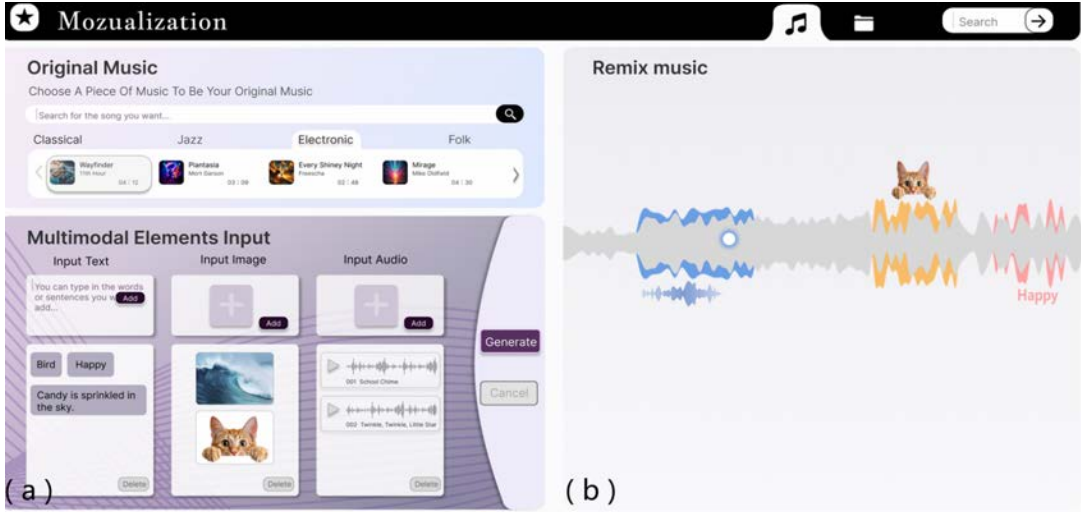 Mozualization
Search
Original Music
Choose A Piece Of Music To Be Your Original Music
Search for the song you want...
Classical
Jazz
Electronic
Folk
Wayfinder
11th Hour
04 | 12
Plantasia
Mort Garson
03 | 09
Every Shiney Night
Freescha
02 | 48
Mirage
Mike Oldfield
04 | 30
Multimodal Elements Input
Input Text
Input Image
Input Audio
You can type in the words
or sentences you w
add...
Add
Add
Add
Bird
Happy
Candy is sprinkled in
the sky.
001 School Chime
002 Twinkle, Twinkle, Little Star
Delete
Delete
Delete
Generate
Cancel
(a)
Remix music
Happy
(b)